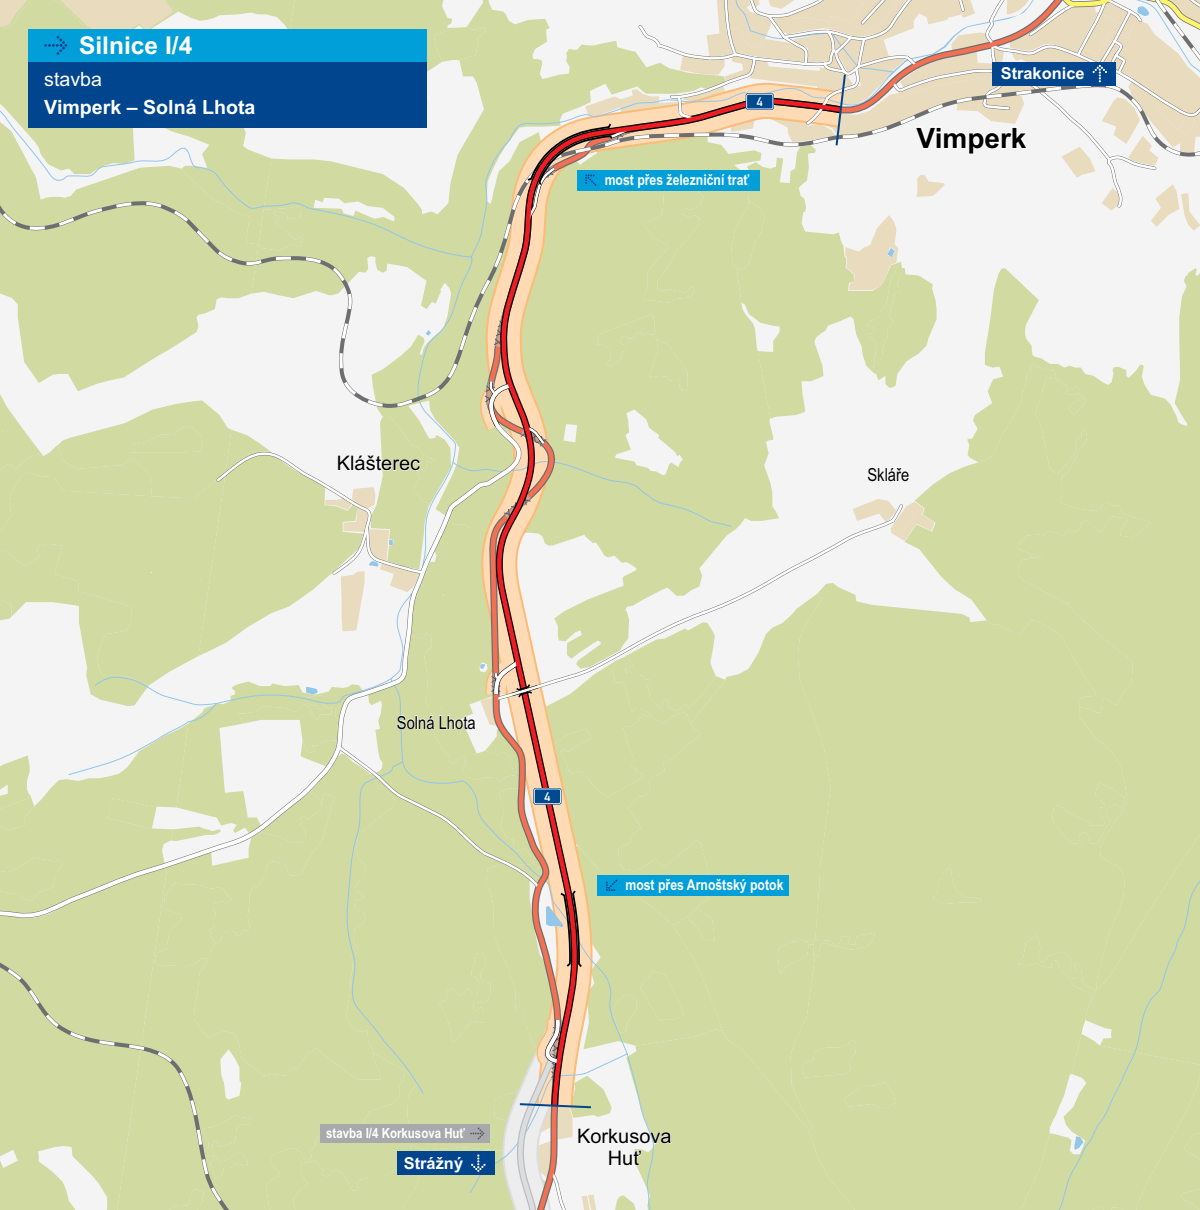 Silnice I/4
stavba
Vimperk – Solná Lhota
Strakonice
4
Vimperk
most přes železniční trať
Klášterec
Skláře
Solná Lhota
4
most přes Arnoštský potok
stavba I/4 Korkusova Huť
Korkusova
Huť
Strážný